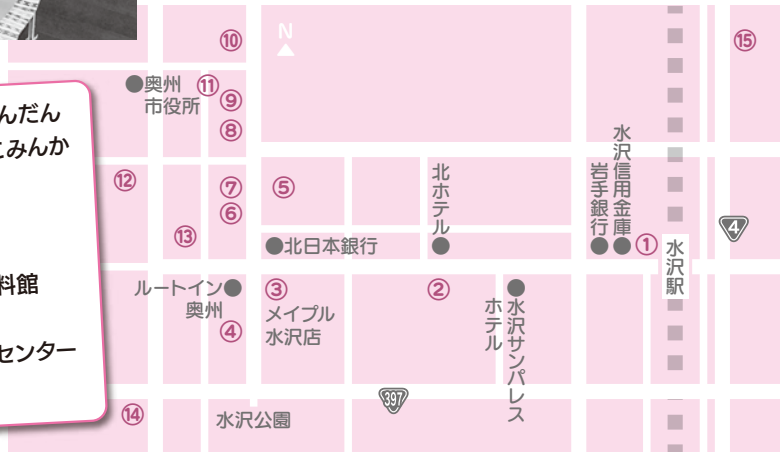 ⑩
N
⑮
●奥州
市役所
⑪
⑨
⑧
んだん
こみんか
料館
センター
⑫
⑦
⑥
⑤
⑬
北ホテル
水沢信用金庫
岩手銀行
①
水沢駅
4
●北日本銀行
ルートイン●
奥州
③
メイプル
水沢店
④
②
水沢サンパレス
ホテル
397
⑭
水沢公園